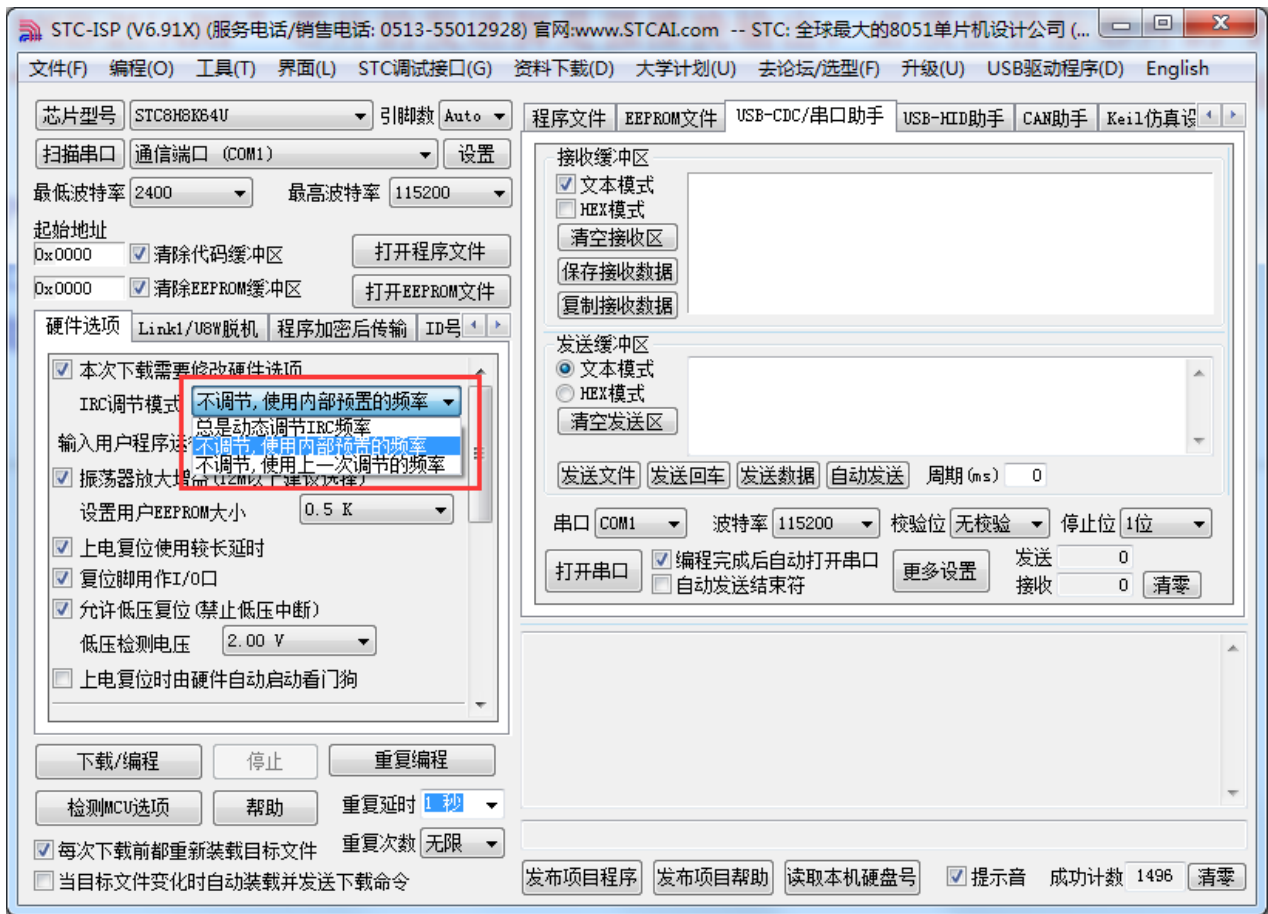 STC-ISP (V6.91X) (服务电话/销售电话: 0513-55012928) 官网:www.STCAI.com -- STC: 全球最大的8051单片机设计公司 (...
文件(F) 编程(O) 工具(T) 界面(L) STC调试接口(G) 资料下载(D) 大学计划(U) 去论坛/选型(F) 升级(U) USB驱动程序(D) English
芯片型号 STC8H8K64U 引脚数 Auto
扫描串口 通信端口 (COM1) 设置
最低波特率 2400 最高波特率 115200
起始地址
0x0000 清除代码缓冲区 打开程序文件
0x0000 清除EEPROM缓冲区 打开EEPROM文件
硬件选项 Link1/U8W脱机 程序加密后传输 ID号
本次下载需要修改硬件选项
IRC调节模式 不调节,使用内部预置的频率
总是动态调节IRC频率
输入用户程序运 不调节,使用内部预置的频率
不调节,使用上一次调节的频率
振荡器放大增益(12M以上建议选择)
设置用户EEPROM大小 0.5 K
上电复位使用较长延时
复位脚用作I/O口
允许低压复位(禁止低压中断)
低压检测电压 2.00 V
上电复位时由硬件自动启动看门狗
下载/编程 停止 重复编程
检测MCU选项 帮助 重复延时 1 秒
每次下载前都重新装载目标文件 重复次数 无限
当目标文件变化时自动装载并发送下载命令
程序文件 EEPROM文件 USB-CDC/串口助手 USB-HID助手 CAN助手 Keil仿真设
接收缓冲区
文本模式
HEX模式
清空接收区
保存接收数据
复制接收数据
发送缓冲区
文本模式
HEX模式
清空发送区
发送文件 发送回车 发送数据 自动发送 周期(ms) 0
串口 COM1 波特率 115200 校验位 无校验 停止位 1位
打开串口 编程完成后自动打开串口 更多设置 发送 0
自动发送结束符 接收 0 清零
发布项目程序 发布项目帮助 读取本机硬盘号 提示音 成功计数 1496 清零